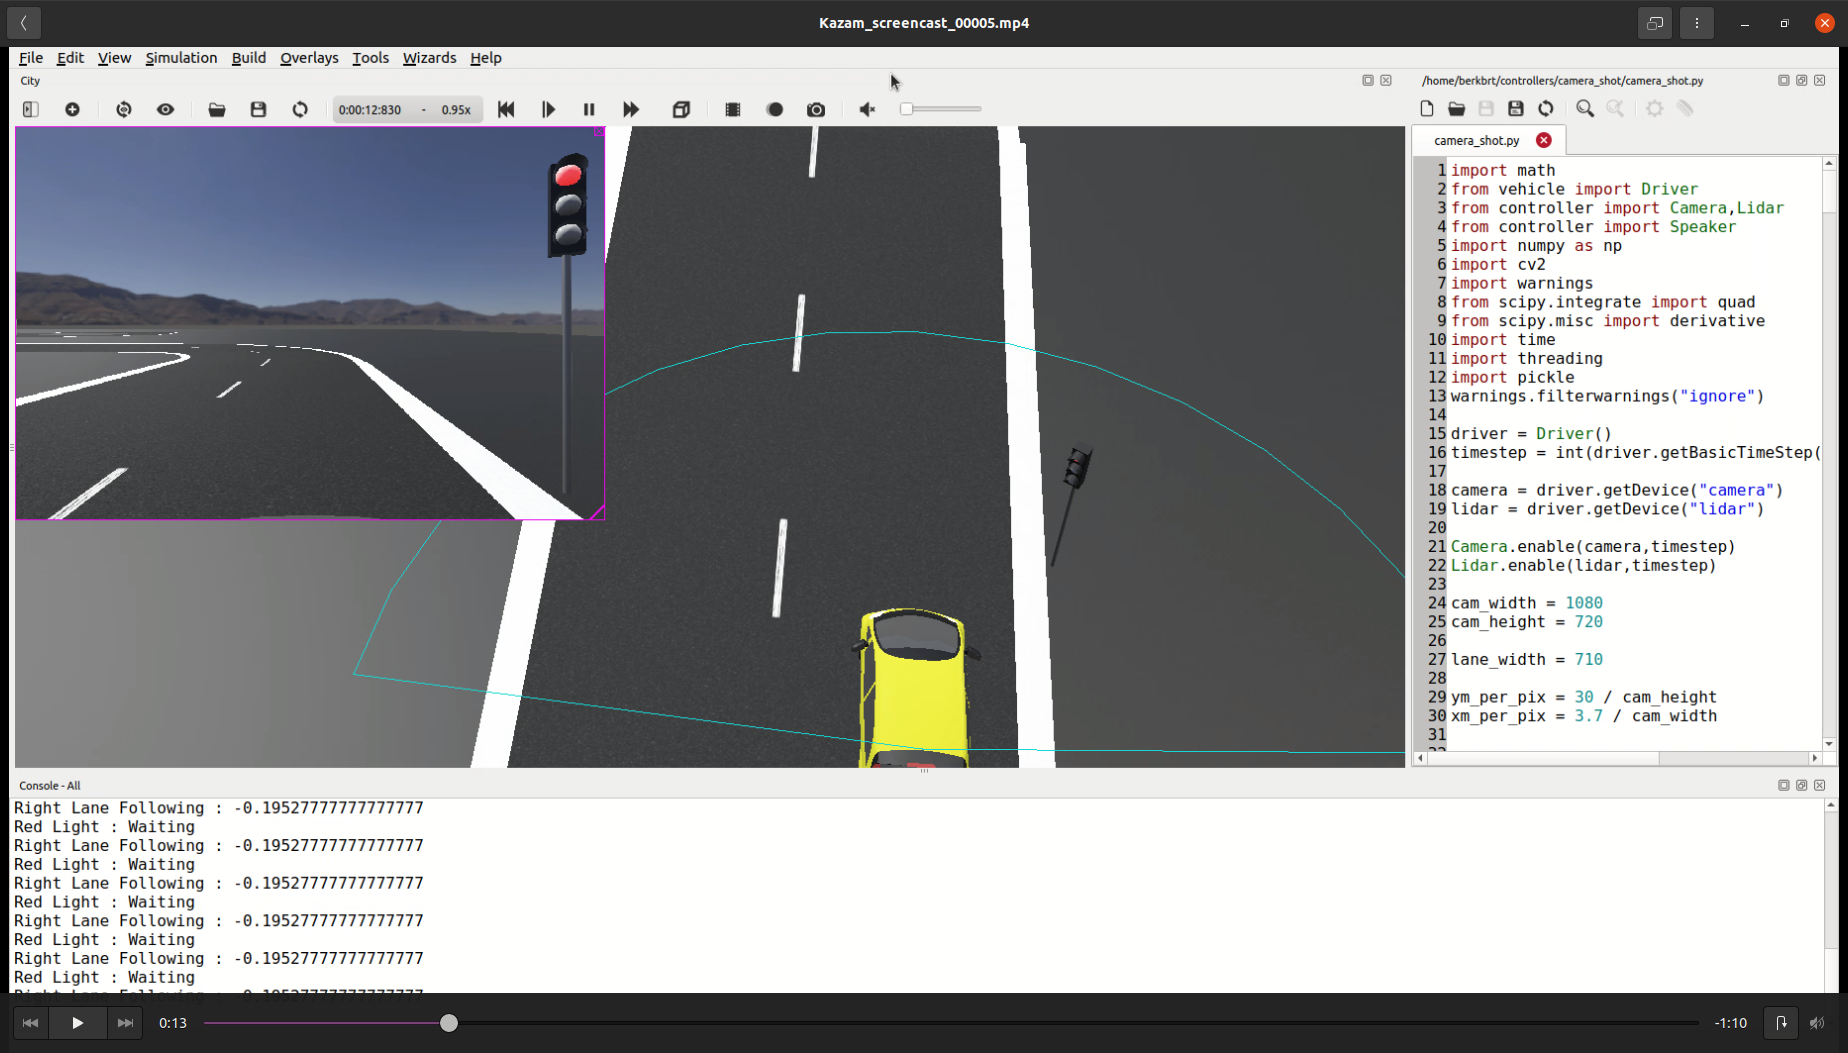 Kazam_screencast_00005.mp4
File Edit View Simulation Build Overlays Tools Wizards Help
City
/home/berkbrt/controllers/camera_shot/camera_shot.py
0:00:12:830 - 0.95x
camera_shot.py
1 import math
2 from vehicle import Driver
3 from controller import Camera,Lidar
4 from controller import Speaker
5 import numpy as np
6 import cv2
7 import warnings
8 from scipy.integrate import quad
9 from scipy.misc import derivative
10 import time
11 import threading
12 import pickle
13 warnings.filterwarnings("ignore")
14
15 driver = Driver()
16 timestep = int(driver.getBasicTimeStep(
17
18 camera = driver.getDevice("camera")
19 lidar = driver.getDevice("lidar")
20
21 Camera.enable(camera,timestep)
22 Lidar.enable(lidar,timestep)
23
24 cam_width = 1080
25 cam_height = 720
26
27 lane_width = 710
28
29 ym_per_pix = 30 / cam_height
30 xm_per_pix = 3.7 / cam_width
31
32
Console - All
Right Lane Following : -0.19527777777777777
Red Light : Waiting
Right Lane Following : -0.19527777777777777
Red Light : Waiting
Right Lane Following : -0.19527777777777777
Red Light : Waiting
Right Lane Following : -0.19527777777777777
Red Light : Waiting
Right Lane Following : -0.19527777777777777
Red Light : Waiting
Right Lane Following : -0.19527777777777777
0:13
-1:10